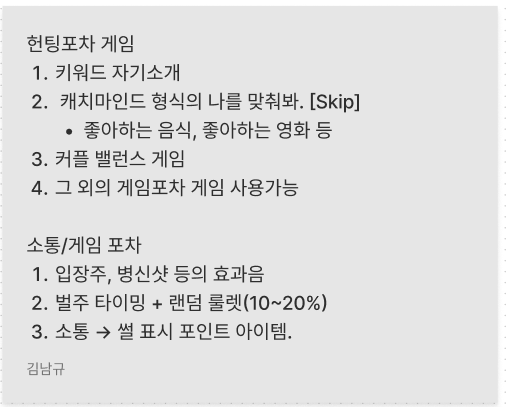 헌팅포차 게임
1. 키워드 자기소개
2. 캐치마인드 형식의 나를 맞춰봐. [Skip]
• 좋아하는 음식, 좋아하는 영화 등
3. 커플 밸런스 게임
4. 그 외의 게임포차 게임 사용가능
소통/게임 포차
1. 입장주, 병신샷 등의 효과음
2. 벌주 타이밍 + 랜덤 룰렛(10~20%)
3. 소통 → 썰 표시 포인트 아이템.
김남규